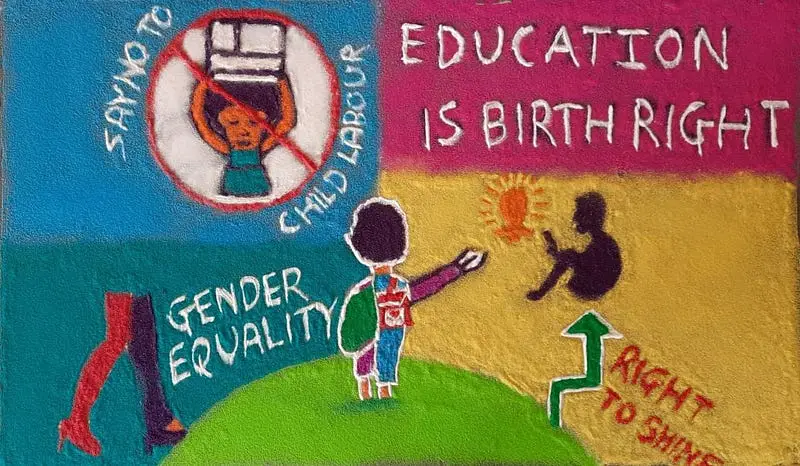 SAY NO TO
CHILD LABOUR
EDUCATION
IS BIRTH RIGHT
GENDER
EQUALITY
RIGHT
TO SHINE